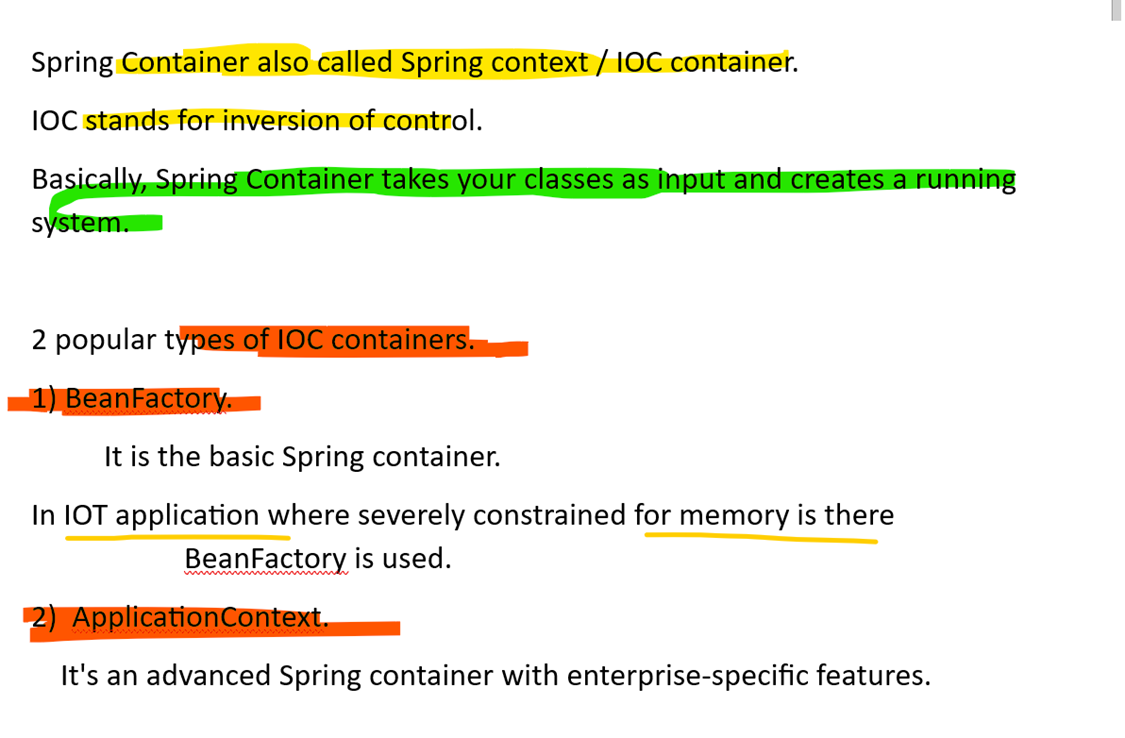 Spring Container also called Spring context / IOC container.
IOC stands for inversion of control.
Basically, Spring Container takes your classes as input and creates a running
system.
2 popular types of IOC containers.
1) BeanFactory.
It is the basic Spring container.
In IOT application where severely constrained for memory is there
BeanFactory is used.
2) ApplicationContext.
It's an advanced Spring container with enterprise-specific features.